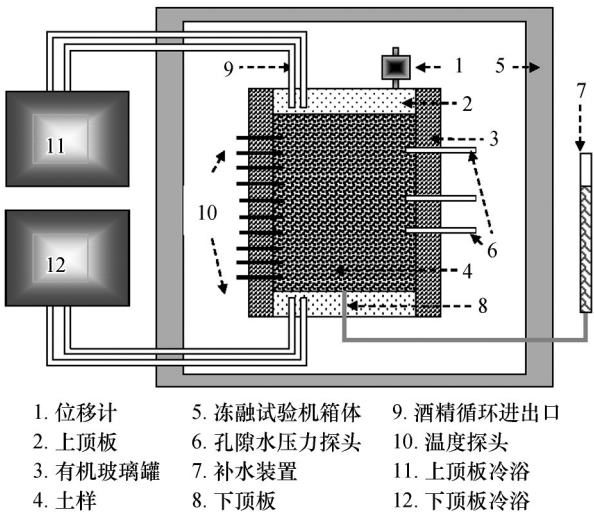 9
1
5
7
2
11
3
10
6
12
4
8
1. 位移计
5. 冻融试验机箱体
9. 酒精循环进出口
2. 上顶板
6. 孔隙水压力探头
10. 温度探头
3. 有机玻璃罐
7. 补水装置
11. 上顶板冷浴
4. 土样
8. 下顶板
12. 下顶板冷浴